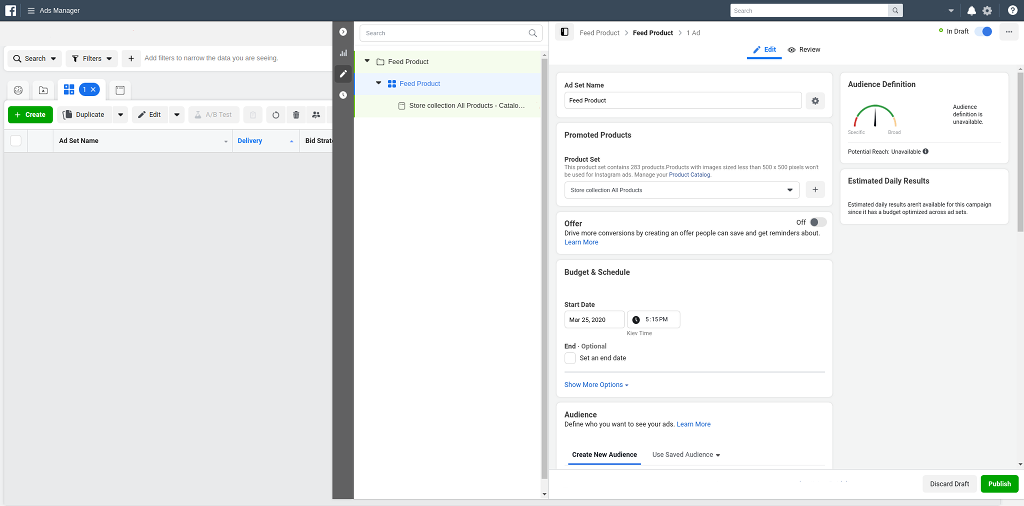 Ads Manager
Search
Search
Filters
Add filters to narrow the data you are seeing.
1 ×
+ Create
Duplicate
Edit
A/B Test
Ad Set Name
Delivery
Bid Strat
Search
Feed Product
Feed Product
Store collection All Products - Catalo...
Feed Product > Feed Product > 1 Ad
In Draft
Edit
Review
Ad Set Name
Feed Product
Promoted Products
Product Set
This product set contains 283 products.Products with images sized less than 500 x 500 pixels won't
be used for Instagram ads. Manage your Product Catalog.
Store collection All Products
Offer
Off
Drive more conversions by creating an offer people can save and get reminders about.
Learn More
Budget & Schedule
Start Date
Mar 25, 2020
5:15PM
Kiev Time
End · Optional
Set an end date
Show More Options
Audience
Define who you want to see your ads. Learn More
Create New Audience
Use Saved Audience
Audience Definition
Specific
Broad
Audience
definition is
unavailable.
Potential Reach: Unavailable
Estimated Daily Results
Estimated daily results aren't available for this campaign
since it has a budget optimized across ad sets.
Discard Draft
Publish